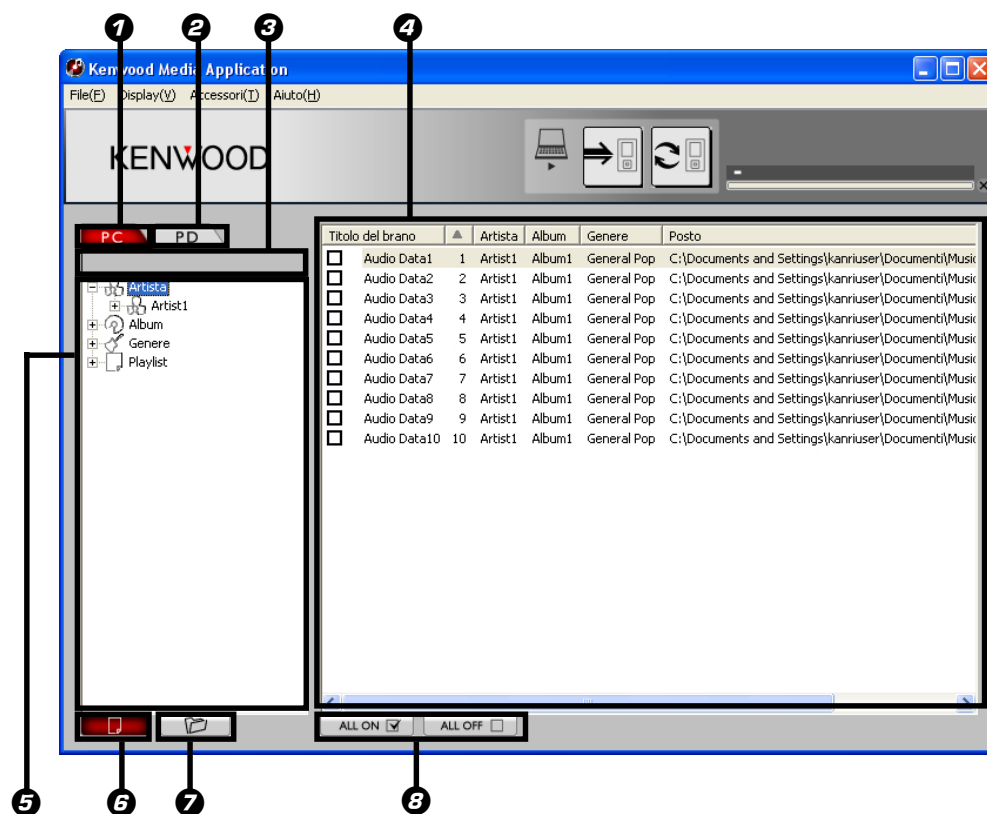 1 2 3 4
Kenwood Media Application
File(F) Display(V) Accessori(T) Aiuto(H)
KENWOOD
PC PD
Titolo del brano Artista Album Genere Posto
Audio Data1 1 Artist1 Album1 General Pop C:\Documents and Settings\kanriuser\Documenti\Music
Audio Data2 2 Artist1 Album1 General Pop C:\Documents and Settings\kanriuser\Documenti\Music
Audio Data3 3 Artist1 Album1 General Pop C:\Documents and Settings\kanriuser\Documenti\Music
Audio Data4 4 Artist1 Album1 General Pop C:\Documents and Settings\kanriuser\Documenti\Music
Audio Data5 5 Artist1 Album1 General Pop C:\Documents and Settings\kanriuser\Documenti\Music
Audio Data6 6 Artist1 Album1 General Pop C:\Documents and Settings\kanriuser\Documenti\Music
Audio Data7 7 Artist1 Album1 General Pop C:\Documents and Settings\kanriuser\Documenti\Music
Audio Data8 8 Artist1 Album1 General Pop C:\Documents and Settings\kanriuser\Documenti\Music
Audio Data9 9 Artist1 Album1 General Pop C:\Documents and Settings\kanriuser\Documenti\Music
Audio Data10 10 Artist1 Album1 General Pop C:\Documents and Settings\kanriuser\Documenti\Music
Artista
Artist1
Album
Genere
Playlist
ALL ON ALL OFF
5 6 7 8